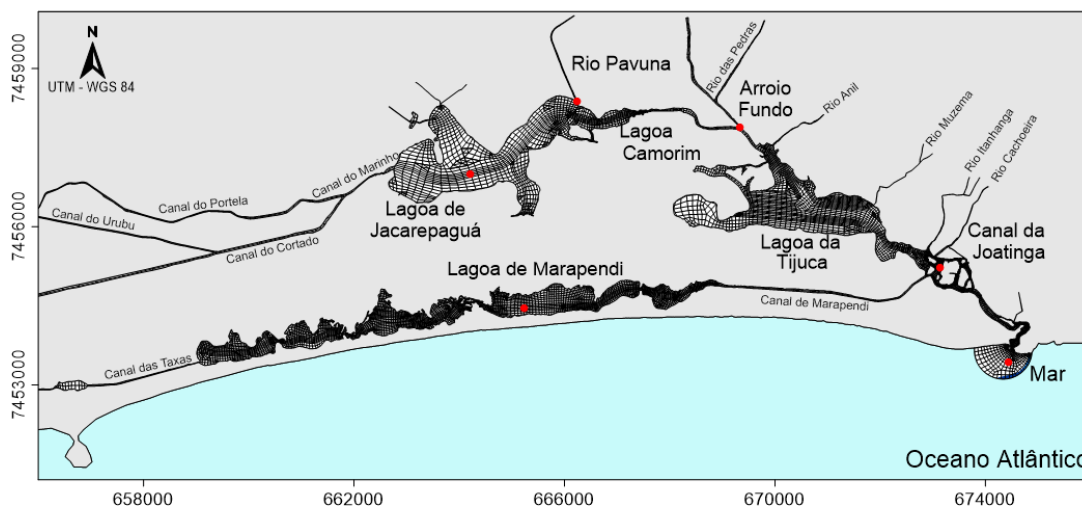 N
UTM - WGS 84
7459000
7456000
7453000
Rio Pavuna
Rio das Pedras
Arroio
Fundo
Rio Anil
Lagoa
Camorim
Rio Muzema
Rio Itanhanga
Rio Cachoeira
Canal do Marinho
Canal do Portela
Canal do Urubu
Canal do Cortado
Lagoa de
Jacarepaguá
Lagoa da
Tijuca
Canal da
Joatinga
Lagoa de Marapendi
Canal de Marapendi
Canal das Taxas
Mar
Oceano Atlântico
658000
662000
666000
670000
674000